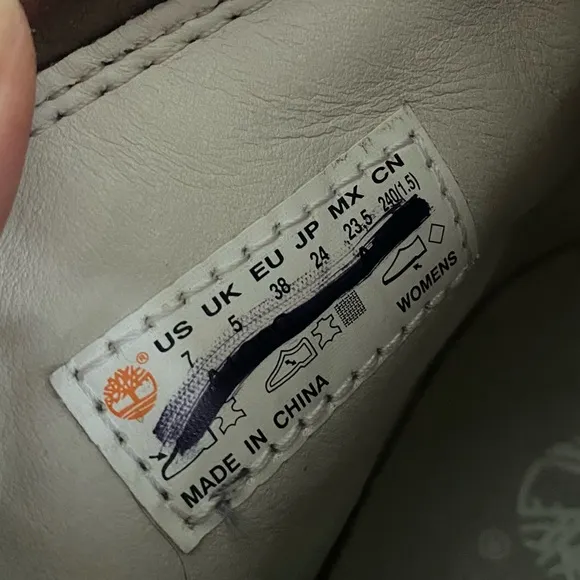 US UK EU JP MX CN
7 5 38 24 23,5 240(1.5)
WOMENS
MADE IN CHINA
®